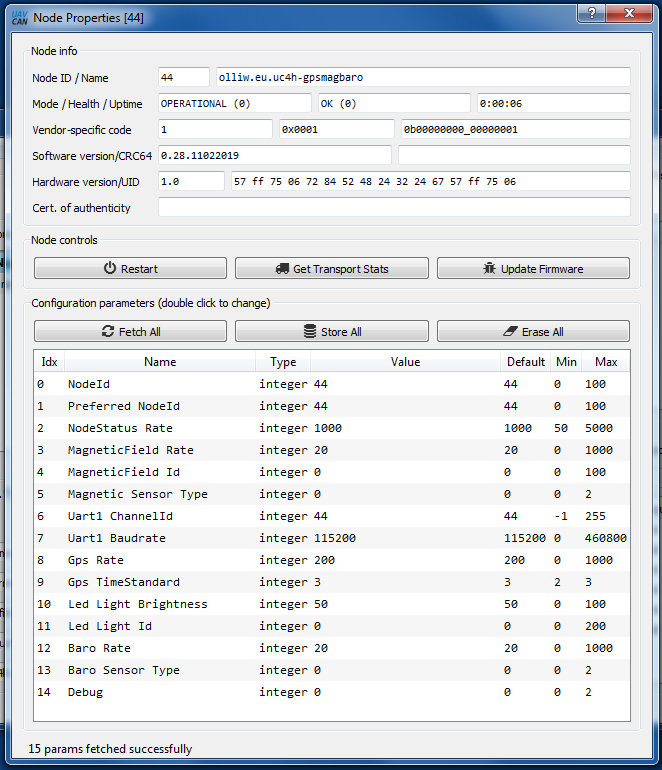 UAV CAN Node Properties [44]
Node info
Node ID / Name 44 olliw.eu.uc4h-gpsmagbaro
Mode / Health / Uptime OPERATIONAL (0) OK (0) 0:00:06
Vendor-specific code 1 0x0001 0b00000000_00000001
Software version/CRC64 0.28.11022019
Hardware version/UID 1.0 57 ff 75 06 72 84 52 48 24 32 24 67 57 ff 75 06
Cert. of authenticity
Node controls
Restart Get Transport Stats Update Firmware
Configuration parameters (double click to change)
Fetch All Store All Erase All
Idx Name Type Value Default Min Max
0 NodeId integer 44 44 0 100
1 Preferred NodeId integer 44 44 0 100
2 NodeStatus Rate integer 1000 1000 50 5000
3 MagneticField Rate integer 20 20 0 1000
4 MagneticField Id integer 0 0 0 100
5 Magnetic Sensor Type integer 0 0 0 2
6 Uart1 ChannelId integer 44 44 -1 255
7 Uart1 Baudrate integer 115200 115200 0 460800
8 Gps Rate integer 200 200 0 1000
9 Gps TimeStandard integer 3 3 2 3
10 Led Light Brightness integer 50 50 0 100
11 Led Light Id integer 0 0 0 200
12 Baro Rate integer 20 20 0 1000
13 Baro Sensor Type integer 0 0 0 2
14 Debug integer 0 0 0 2
15 params fetched successfully